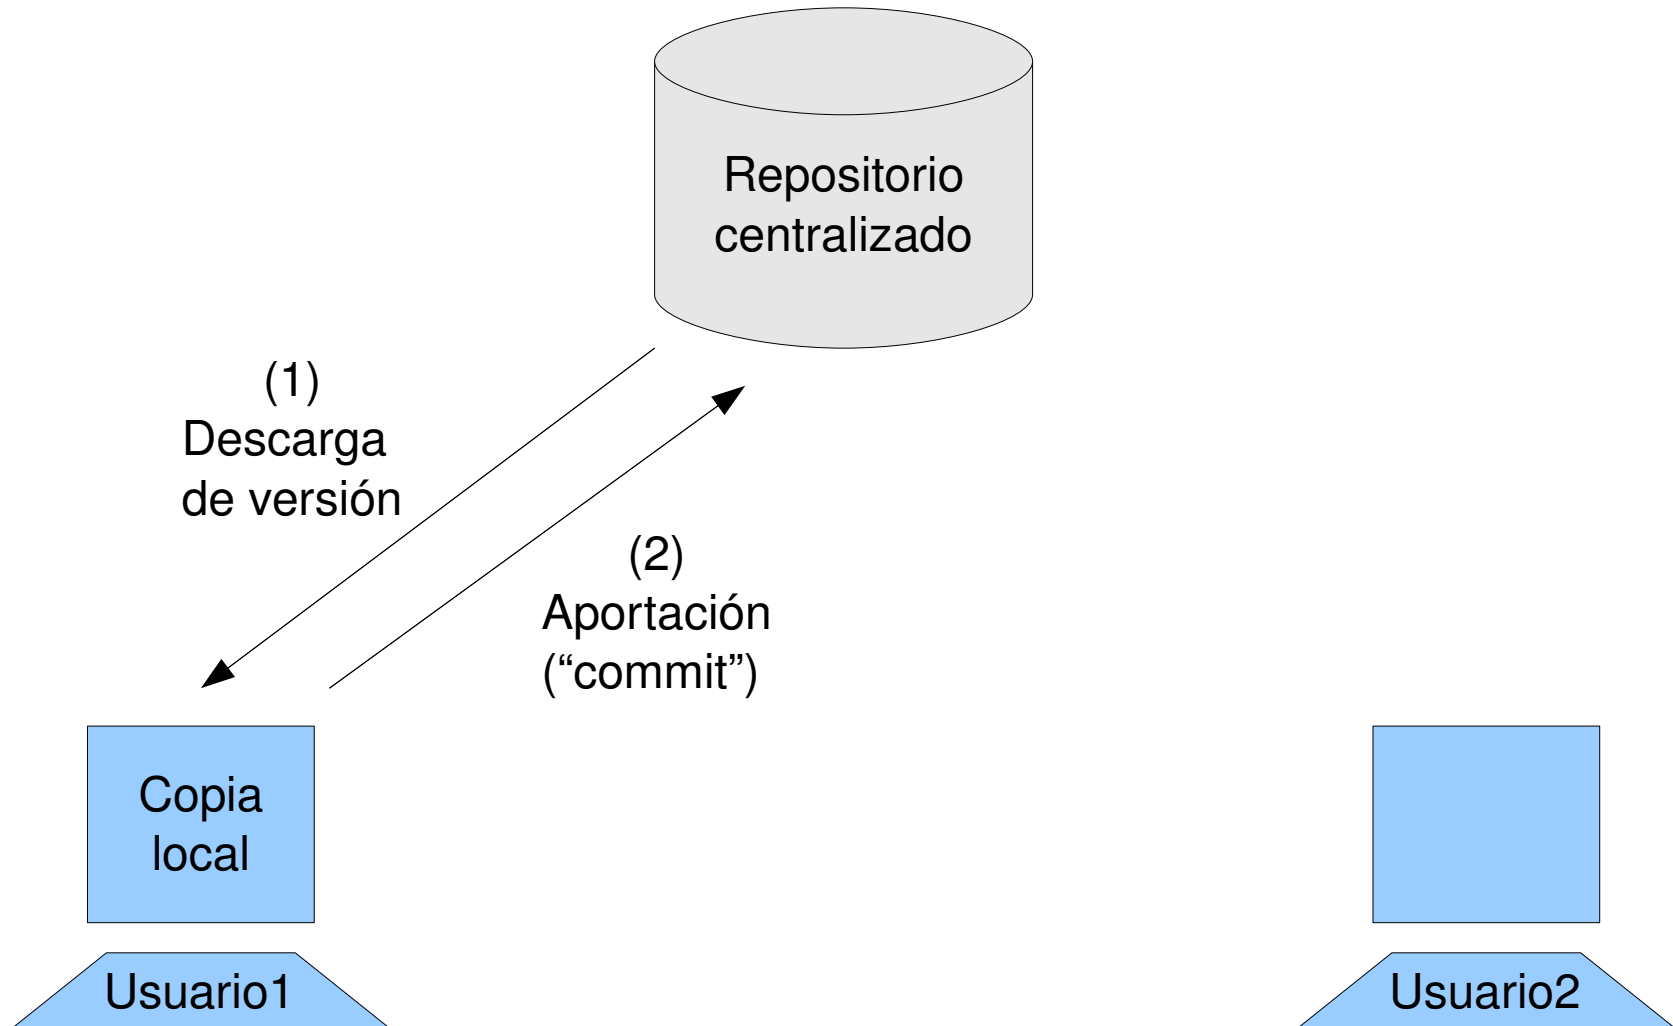 Repositorio
centralizado
(1)
Descarga
de versión
(2)
Aportación
(“commit”)
Copia
local
Usuario1
Usuario2